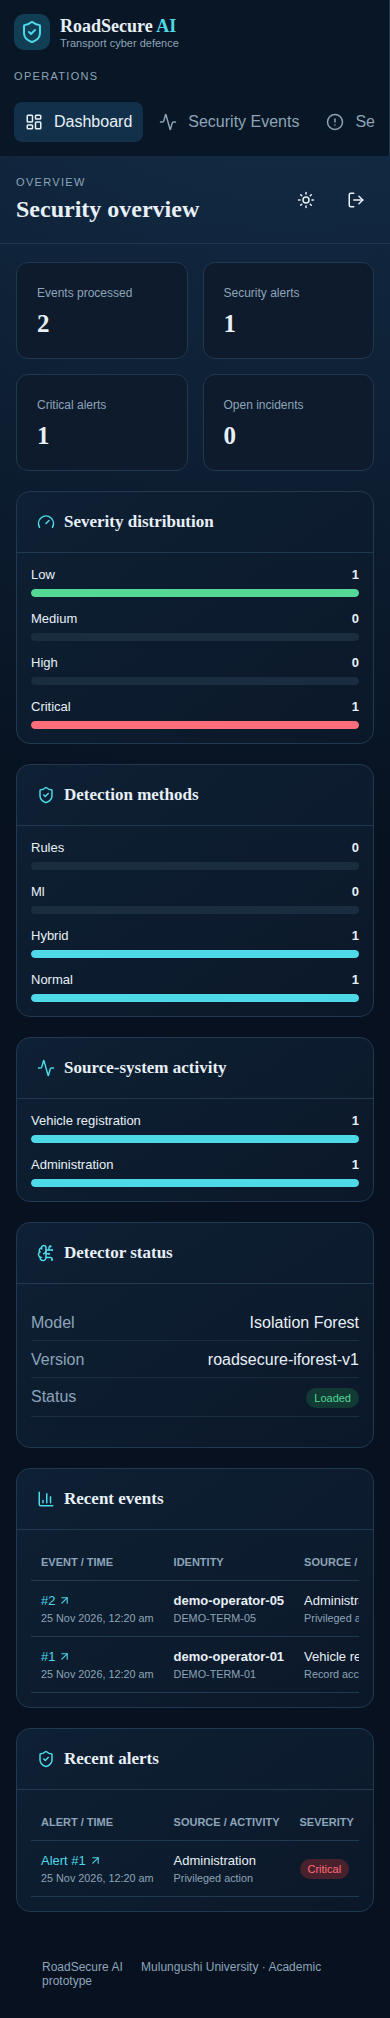 RoadSecure AI
Transport cyber defence
OPERATIONS
Dashboard Security Events Se
OVERVIEW
Security overview
Events processed
2
Security alerts
1
Critical alerts
1
Open incidents
0
Severity distribution
Low 1
Medium 0
High 0
Critical 1
Detection methods
Rules 0
Ml 0
Hybrid 1
Normal 1
Source-system activity
Vehicle registration 1
Administration 1
Detector status
Model Isolation Forest
Version roadsecure-iforest-v1
Status Loaded
Recent events
EVENT / TIME IDENTITY SOURCE /
#2 demo-operator-05 Administr
25 Nov 2026, 12:20 am DEMO-TERM-05 Privileged a
#1 demo-operator-01 Vehicle re
25 Nov 2026, 12:20 am DEMO-TERM-01 Record acc
Recent alerts
ALERT / TIME SOURCE / ACTIVITY SEVERITY
Alert #1 Administration Critical
25 Nov 2026, 12:20 am Privileged action
RoadSecure AI Mulungushi University · Academic
prototype